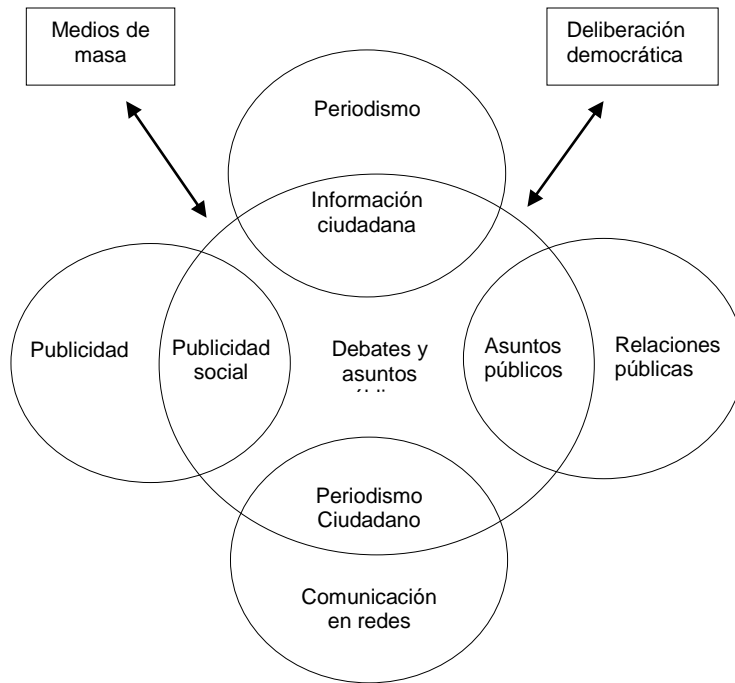 Medios de
masa
Deliberación
democrática
Periodismo
Información
ciudadana
Publicidad
Publicidad
social
Debates y
asuntos
Asuntos
públicos
Relaciones
públicas
Periodismo
Ciudadano
Comunicación
en redes